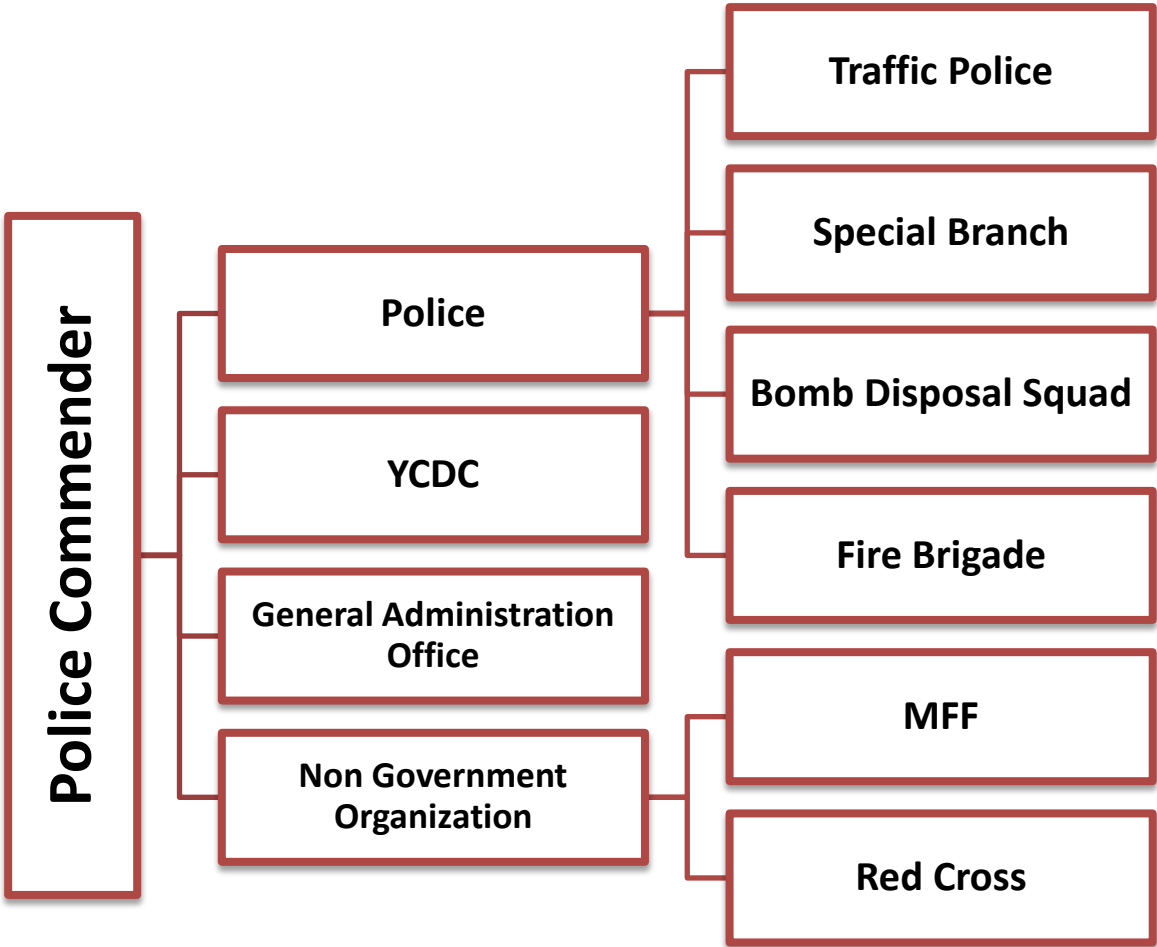 Police Commender
Police
YCDC
General Administration
Office
Non Government
Organization
Traffic Police
Special Branch
Bomb Disposal Squad
Fire Brigade
MFF
Red Cross